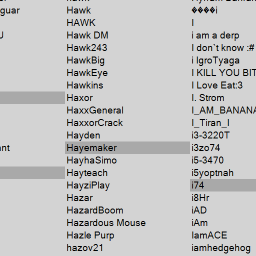 guar
U
ant
Hawk
HAWK
Hawk DM
Hawk243
HawkBig
HawkEye
Hawkins
Haxor
HaxxGeneral
HaxxorCrack
Hayden
Hayemaker
HayhaSimo
Hayteach
HayziPlay
Hazar
HazardBoom
Hazardous Mouse
Hazle Purp
hazov21
����i
I
i am a derp
I don`t know :#
i IgroTyaga
I KILL YOU BIT
I Love Eat:3
I. Strom
I_AM_BANANA
I_Tiran_I
i3-3220T
i3zo74
i5-3470
i5yoptnah
i74
i8Hr
iAD
iAm
IamACE
iamhedgehog